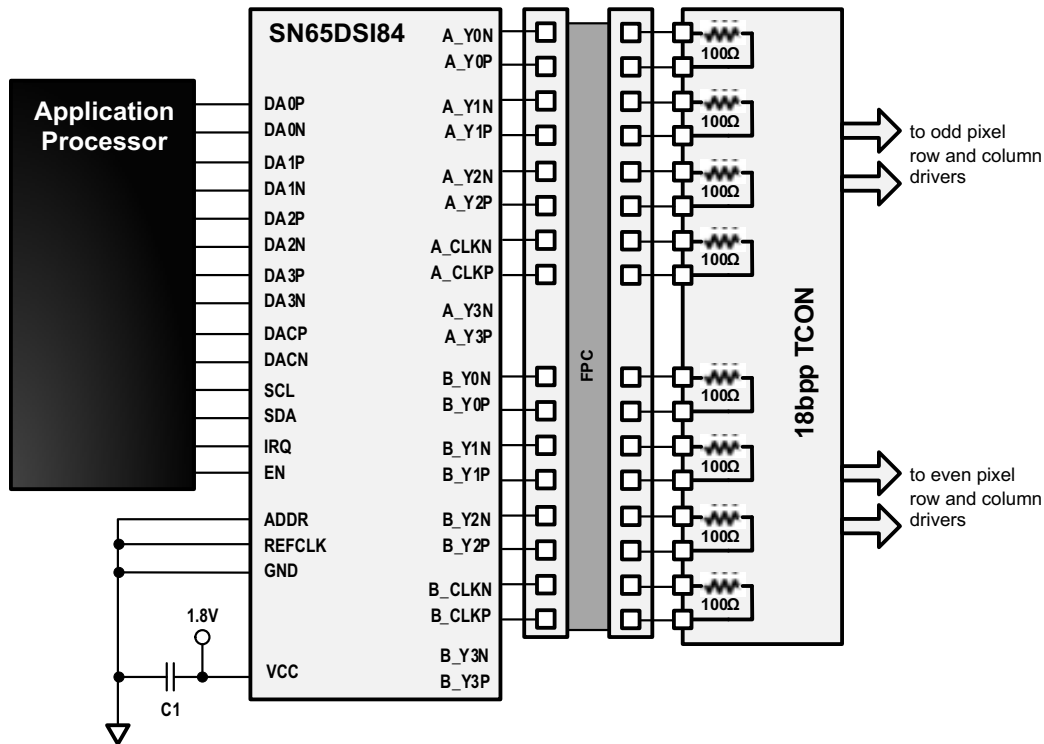 SN65DSI84
Application
Processor
DA0P
DA0N
DA1P
DA1N
DA2P
DA2N
DA3P
DA3N
DACP
DACN
SCL
SDA
IRQ
EN
ADDR
REFCLK
GND
VCC
1.8V
C1
A_Y0N
A_Y0P
A_Y1N
A_Y1P
A_Y2N
A_Y2P
A_CLKN
A_CLKP
A_Y3N
A_Y3P
B_Y0N
B_Y0P
B_Y1N
B_Y1P
B_Y2N
B_Y2P
B_CLKN
B_CLKP
B_Y3N
B_Y3P
FPC
100Ω
100Ω
100Ω
100Ω
100Ω
100Ω
100Ω
100Ω
18bpp TCON
to odd pixel
row and column
drivers
to even pixel
row and column
drivers